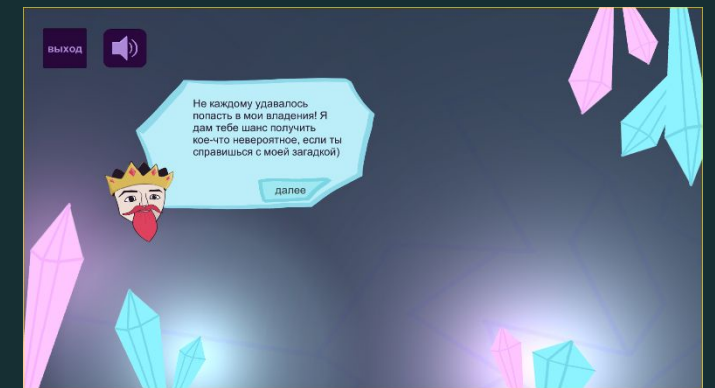 выход
Не каждому удавалось
попасть в мои владения! Я
дам тебе шанс получить
кое-что невероятное, если ты
справишься с моей загадкой)
далее